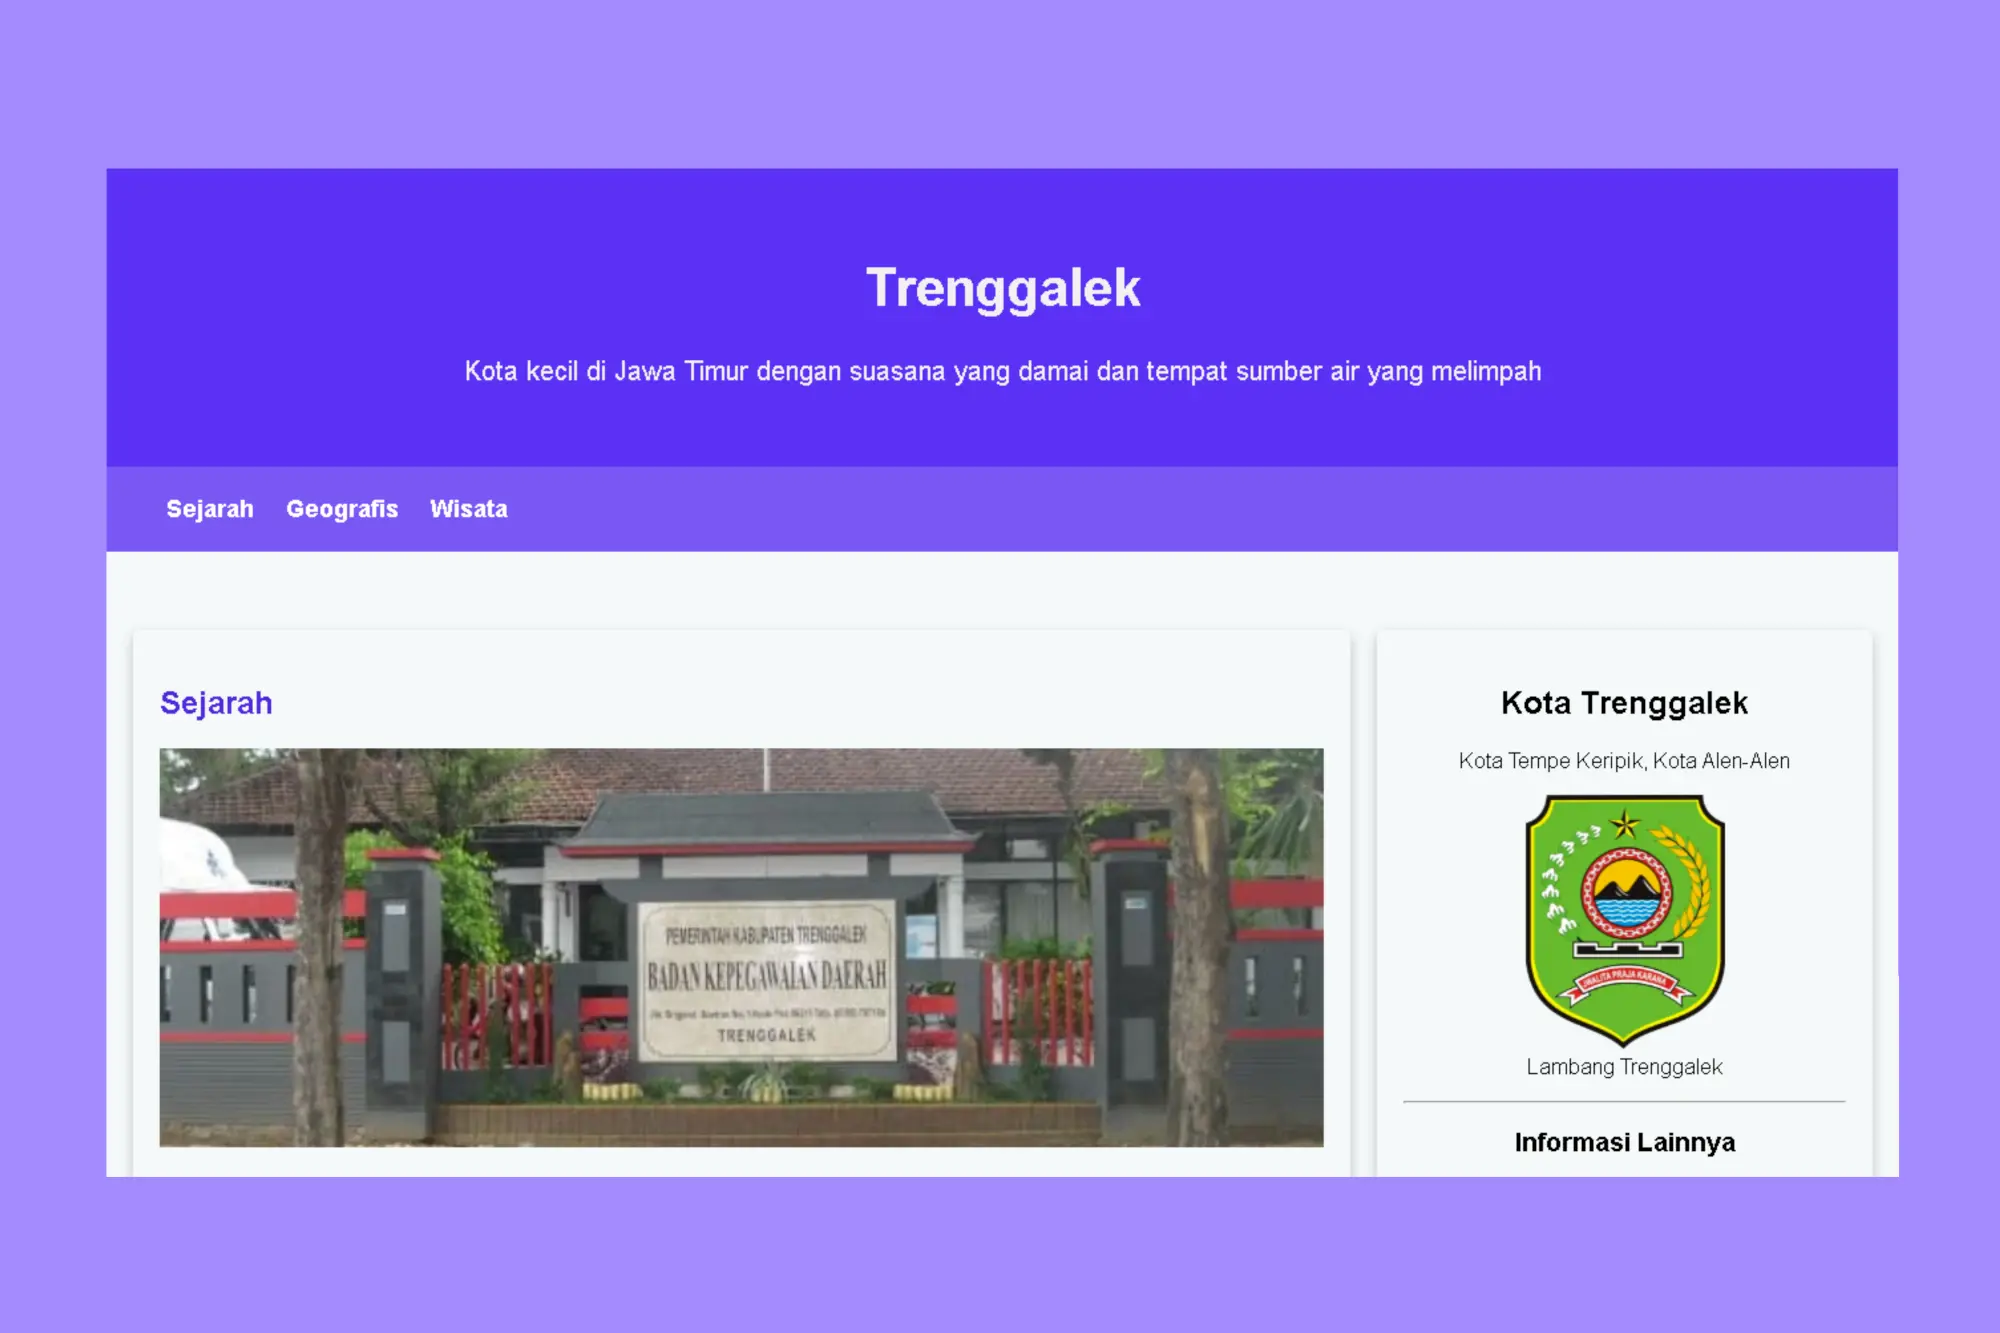 Trenggalek
Kota kecil di Jawa Timur dengan suasana yang damai dan tempat sumber air yang melimpah
Sejarah Geografis Wisata
Sejarah
PEMERINTAH KABUPATEN TRENGGALEK
BADAN KEPEGAWAIAN DAERAH
TRENGGALEK
Kota Trenggalek
Kota Tempe Keripik, Kota Alen-Alen
JWALITA PRAJA KARANA
Lambang Trenggalek
Informasi Lainnya